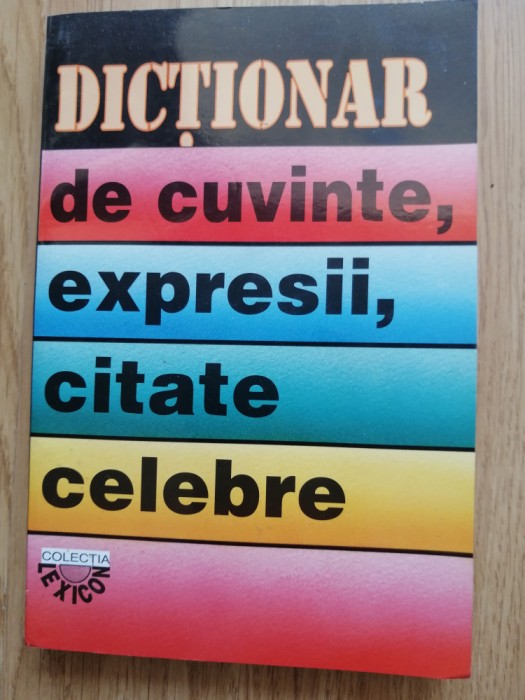 DICȚIONAR
de cuvinte,
expresii,
citate
celebre
COLECȚIA
LEXICON